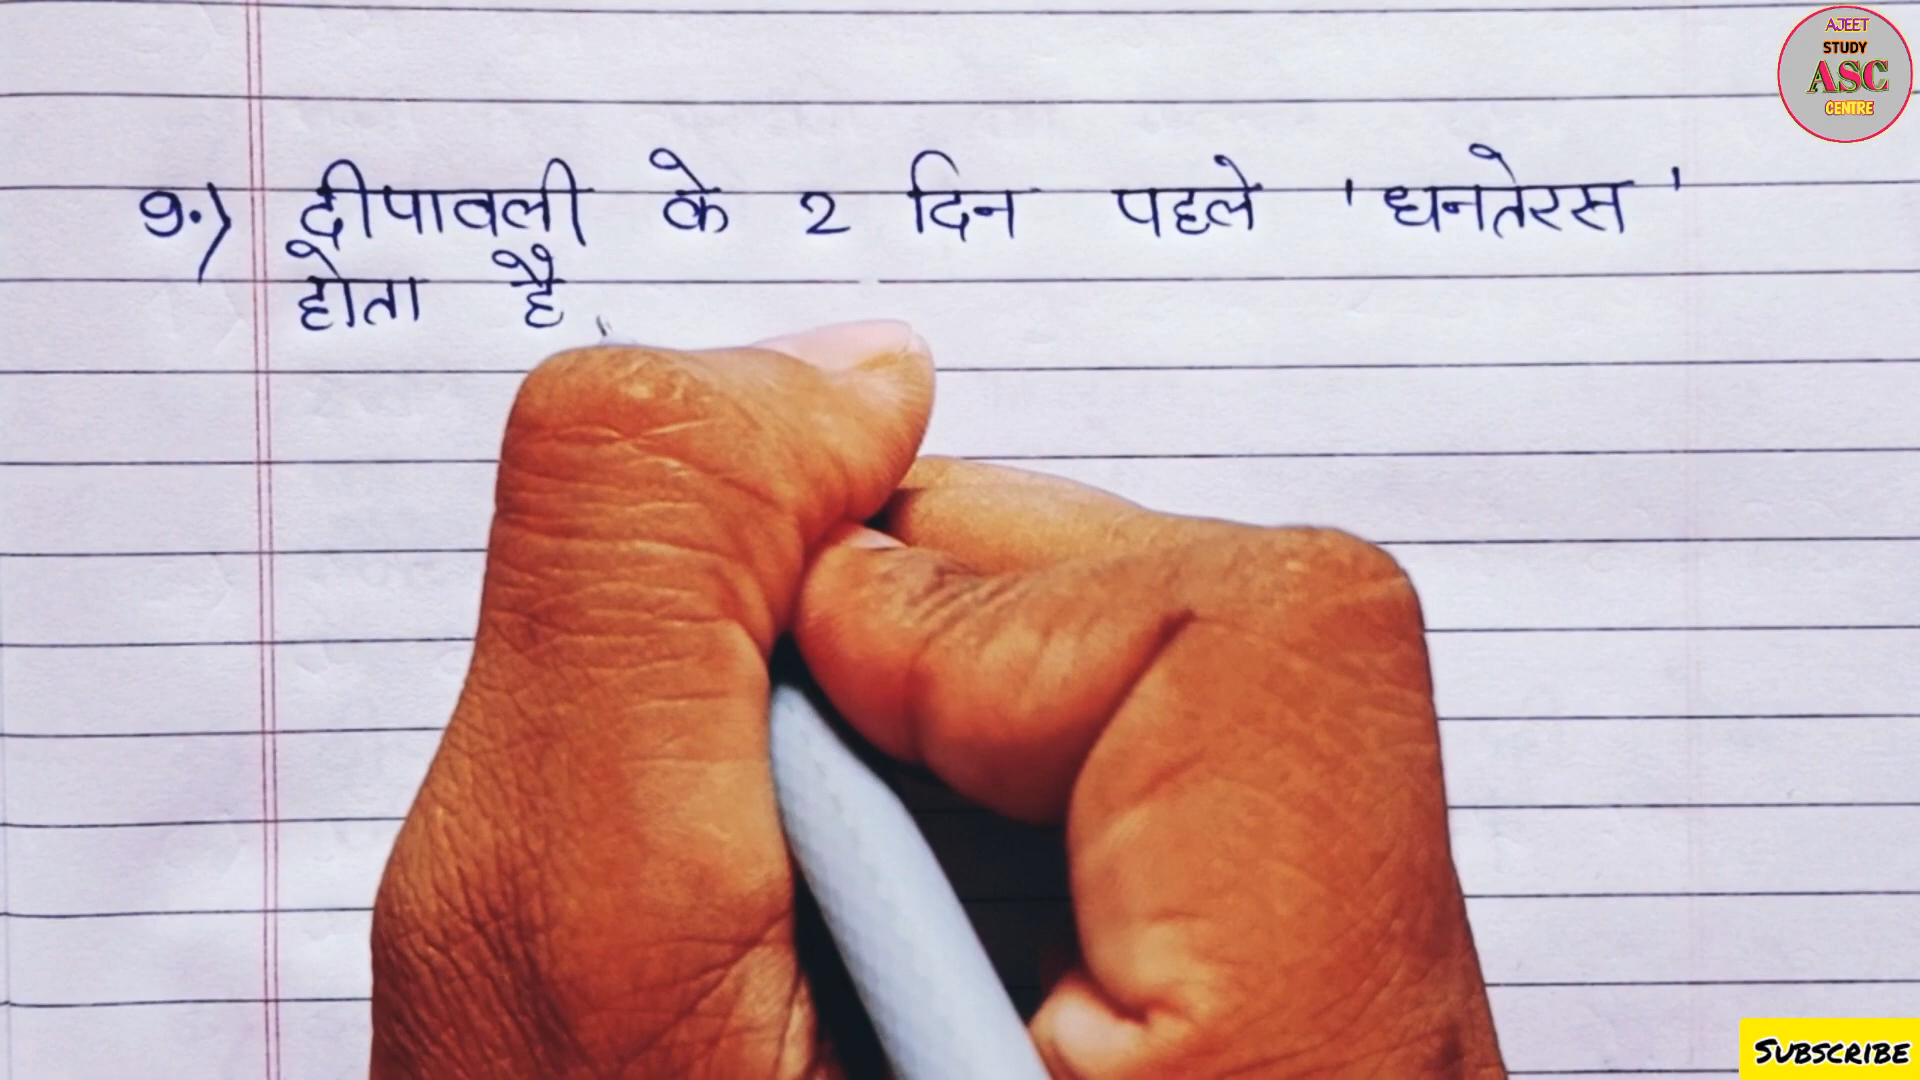 AJEET
STUDY
ASC
CENTRE
9.) दीपावली के 2 दिन पहले 'धनतेरस'
होता है
SUBSCRIBE